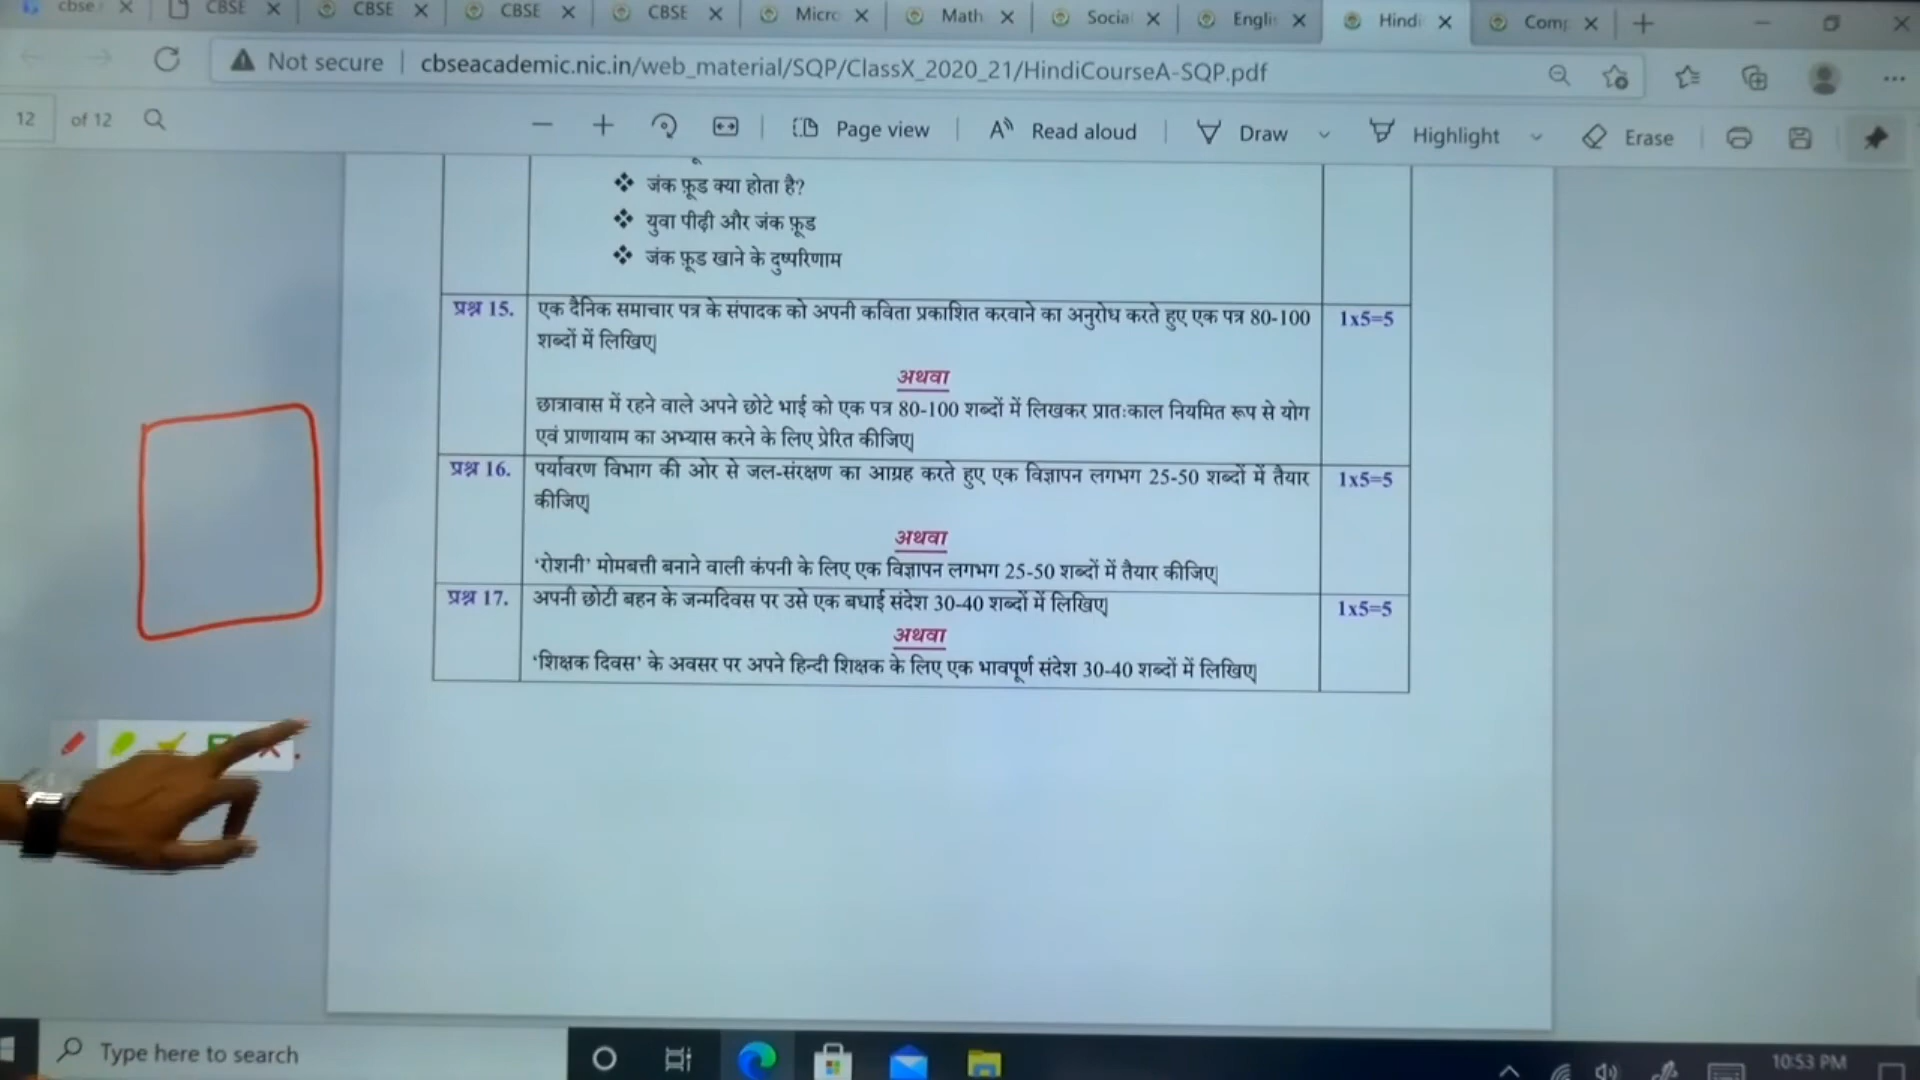 cbse
CBSE
CBSE
CBSE
CBSE
Micro
Math
Social
Englis
Hindi
Comp
Not secure
cbseacademic.nic.in/web_material/SQP/ClassX_2020_21/HindiCourseA-SQP.pdf
12 of 12
Page view
Read aloud
Draw
Highlight
Erase
❖ जंक फ़ूड क्या होता है?
❖ युवा पीढ़ी और जंक फ़ूड
❖ जंक फ़ूड खाने के दुष्परिणाम
प्रश्न 15. एक दैनिक समाचार पत्र के संपादक को अपनी कविता प्रकाशित करवाने का अनुरोध करते हुए एक पत्र 80-100 1x5=5
शब्दों में लिखिए|
अथवा
छात्रावास में रहने वाले अपने छोटे भाई को एक पत्र 80-100 शब्दों में लिखकर प्रातःकाल नियमित रूप से योग
एवं प्राणायाम का अभ्यास करने के लिए प्रेरित कीजिए|
प्रश्न 16. पर्यावरण विभाग की ओर से जल-संरक्षण का आग्रह करते हुए एक विज्ञापन लगभग 25-50 शब्दों में तैयार 1x5=5
कीजिए|
अथवा
‘रोशनी’ मोमबत्ती बनाने वाली कंपनी के लिए एक विज्ञापन लगभग 25-50 शब्दों में तैयार कीजिए|
प्रश्न 17. अपनी छोटी बहन के जन्मदिवस पर उसे एक बधाई संदेश 30-40 शब्दों में लिखिए| 1x5=5
अथवा
‘शिक्षक दिवस’ के अवसर पर अपने हिन्दी शिक्षक के लिए एक भावपूर्ण संदेश 30-40 शब्दों में लिखिए|
Type here to search
10:53 PM